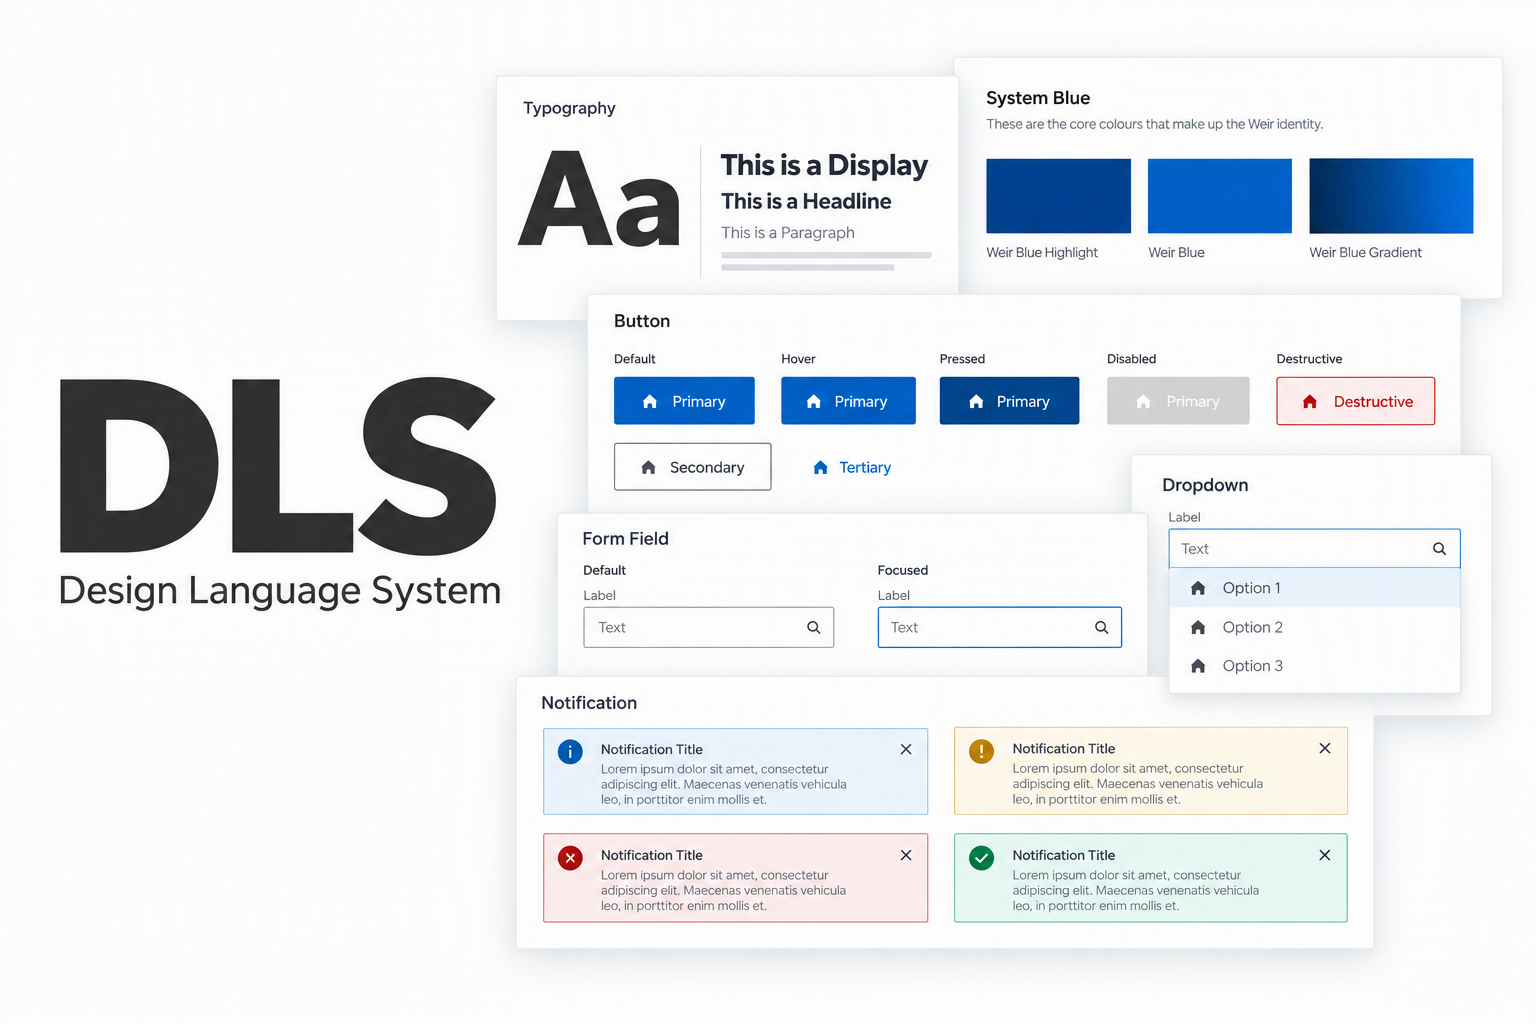 DLS
Design Language System
Typography
Aa
This is a Display
This is a Headline
This is a Paragraph
System Blue
These are the core colours that make up the Weir identity.
Weir Blue Highlight
Weir Blue
Weir Blue Gradient
Button
Default
Hover
Pressed
Disabled
Destructive
Primary
Primary
Primary
Primary
Destructive
Secondary
Tertiary
Form Field
Default
Focused
Label
Label
Text
Text
Dropdown
Label
Text
Option 1
Option 2
Option 3
Notification
Notification Title
Lorem ipsum dolor sit amet, consectetur
adipiscing elit. Maecenas venenatis vehicula
leo, in porttitor enim mollis et.
Notification Title
Lorem ipsum dolor sit amet, consectetur
adipiscing elit. Maecenas venenatis vehicula
leo, in porttitor enim mollis et.
Notification Title
Lorem ipsum dolor sit amet, consectetur
adipiscing elit. Maecenas venenatis vehicula
leo, in porttitor enim mollis et.
Notification Title
Lorem ipsum dolor sit amet, consectetur
adipiscing elit. Maecenas venenatis vehicula
leo, in porttitor enim mollis et.